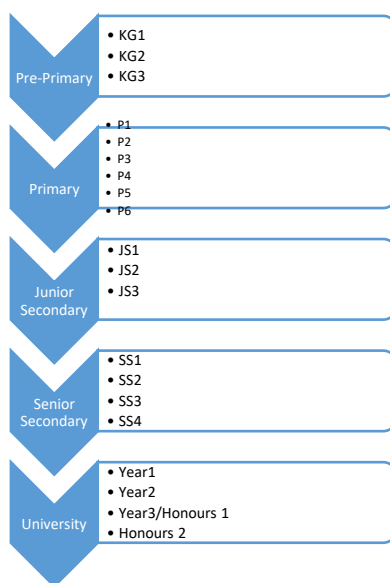 Pre-Primary
• KG1
• KG2
• KG3
Primary
• P1
• P2
• P3
• P4
• P5
• P6
Junior
Secondary
• JS1
• JS2
• JS3
Senior
Secondary
• SS1
• SS2
• SS3
• SS4
University
• Year1
• Year2
• Year3/Honours 1
• Honours 2